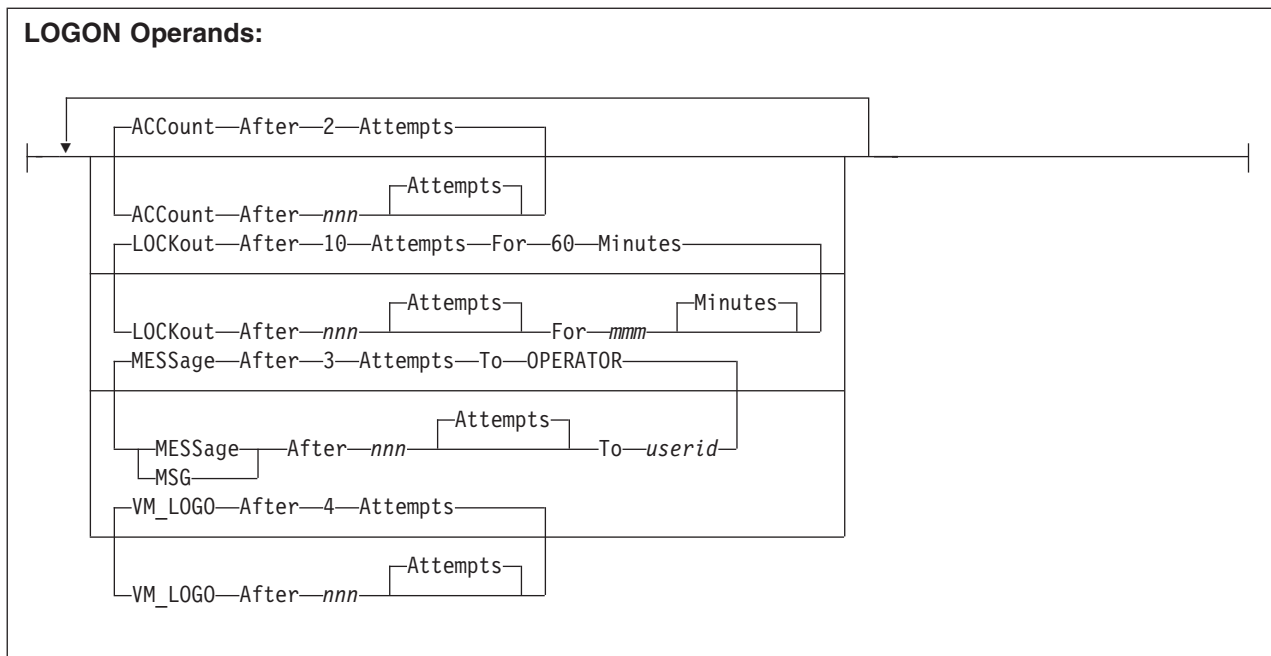 LOGON Operands:
ACCount After 2 Attempts
Attempts
ACCount After nnn
LOCKout After 10 Attempts For 60 Minutes
Attempts Minutes
LOCKout After nnn For mmm
MESSage After 3 Attempts To OPERATOR
Attempts
MESSage After nnn To userid
MSG
VM_LOGO After 4 Attempts
Attempts
VM_LOGO After nnn